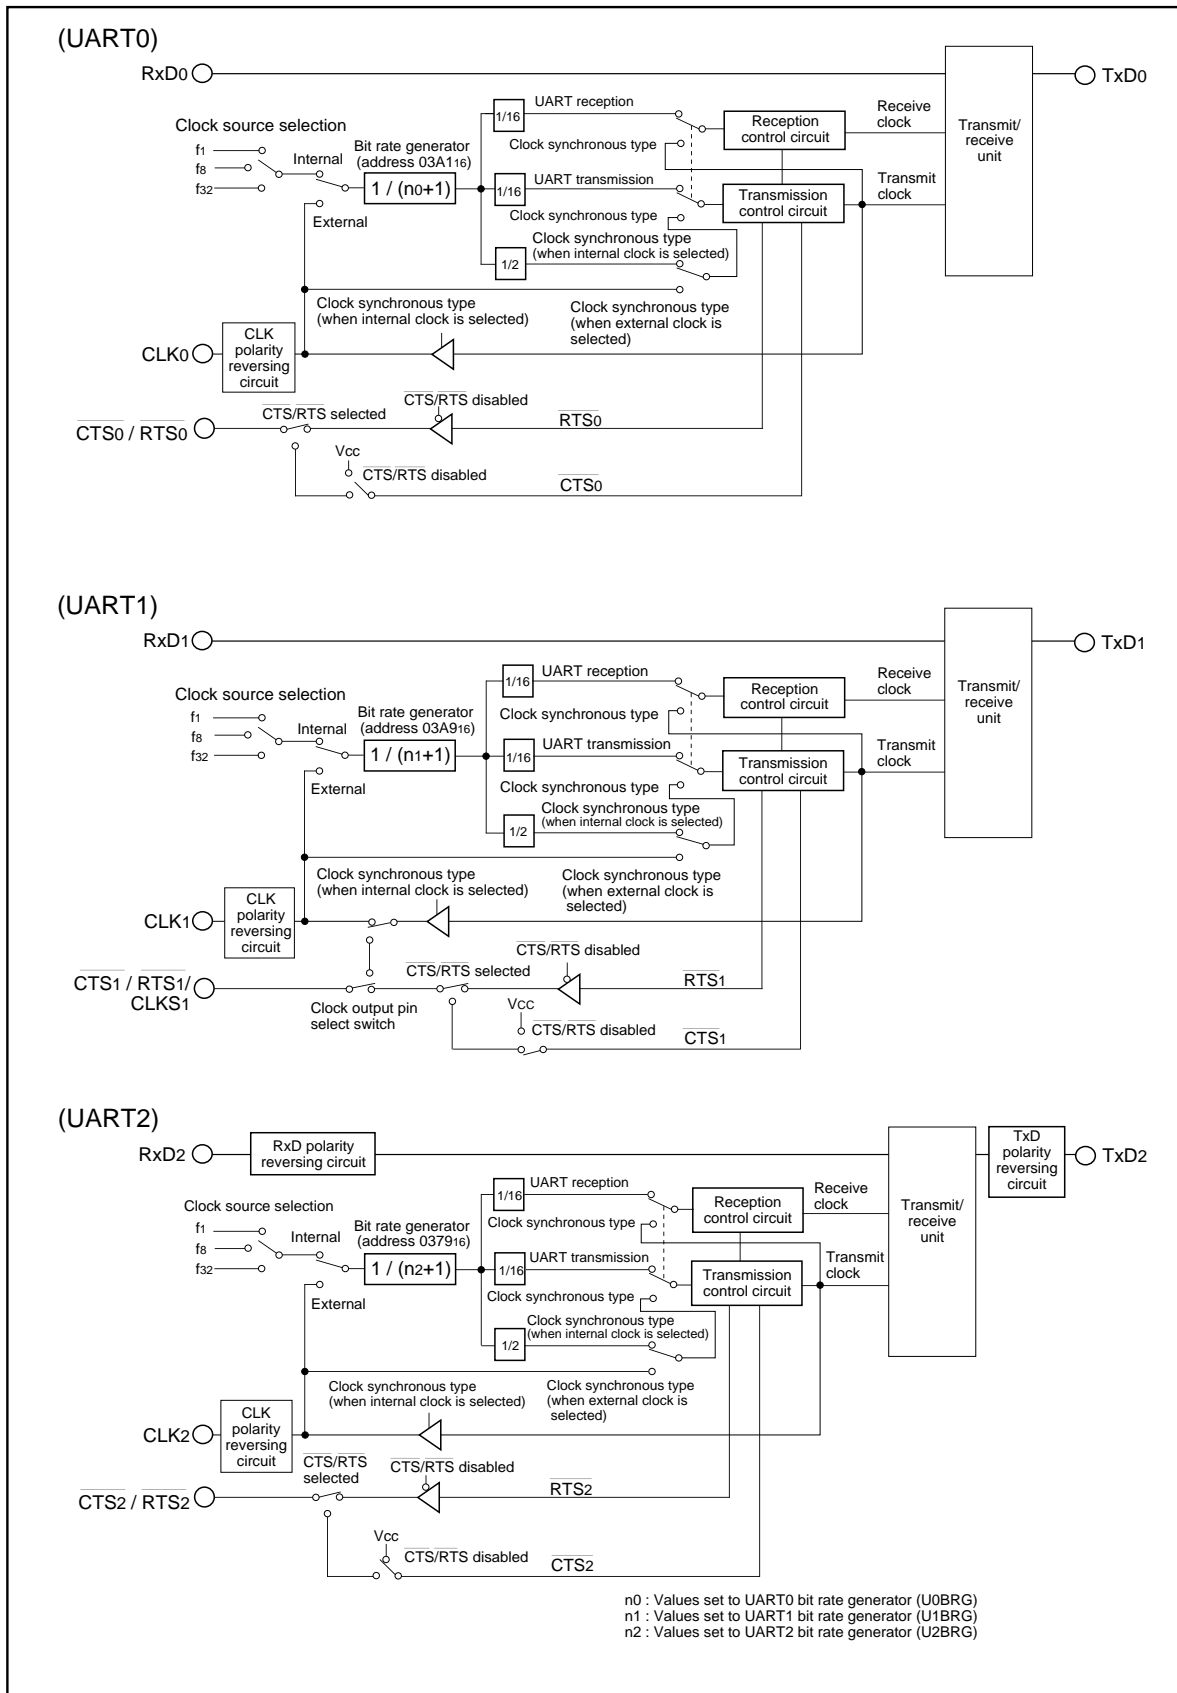 (UART0)
RxD0
TxD0
Clock source selection
f1
f8
f32
Internal
External
Bit rate generator
(address 03A116)
1 / (n0+1)
1/16
UART reception
Clock synchronous type
1/16
UART transmission
Clock synchronous type
1/2
Clock synchronous type
(when internal clock is selected)
Reception
control circuit
Transmission
control circuit
Receive
clock
Transmit
clock
Transmit/
receive
unit
Clock synchronous type
(when internal clock is selected)
Clock synchronous type
(when external clock is
selected)
CLK0
CLK
polarity
reversing
circuit
CTS0 / RTS0
CTS/RTS selected
CTS/RTS disabled
RTS0
Vcc
CTS/RTS disabled
CTS0
(UART1)
RxD1
TxD1
Clock source selection
f1
f8
f32
Internal
External
Bit rate generator
(address 03A916)
1 / (n1+1)
1/16
UART reception
Clock synchronous type
1/16
UART transmission
Clock synchronous type
1/2
Clock synchronous type
(when internal clock is selected)
Reception
control circuit
Transmission
control circuit
Receive
clock
Transmit
clock
Transmit/
receive
unit
Clock synchronous type
(when internal clock is selected)
Clock synchronous type
(when external clock is
selected)
CLK1
CLK
polarity
reversing
circuit
CTS1 / RTS1/
CLKS1
Clock output pin
select switch
CTS/RTS selected
CTS/RTS disabled
RTS1
VCC
CTS/RTS disabled
CTS1
(UART2)
RxD2
RxD polarity
reversing circuit
TxD
polarity
reversing
circuit
TxD2
Clock source selection
f1
f8
f32
Internal
External
Bit rate generator
(address 037916)
1 / (n2+1)
1/16
UART reception
Clock synchronous type
1/16
UART transmission
Clock synchronous type
1/2
Clock synchronous type
(when internal clock is selected)
Reception
control circuit
Transmission
control circuit
Receive
clock
Transmit
clock
Transmit/
receive
unit
Clock synchronous type
(when internal clock is selected)
Clock synchronous type
(when external clock is
selected)
CLK2
CLK
polarity
reversing
circuit
CTS2 / RTS2
CTS/RTS
selected
CTS/RTS disabled
RTS2
Vcc
CTS/RTS disabled
CTS2
n0 : Values set to UART0 bit rate generator (U0BRG)
n1 : Values set to UART1 bit rate generator (U1BRG)
n2 : Values set to UART2 bit rate generator (U2BRG)